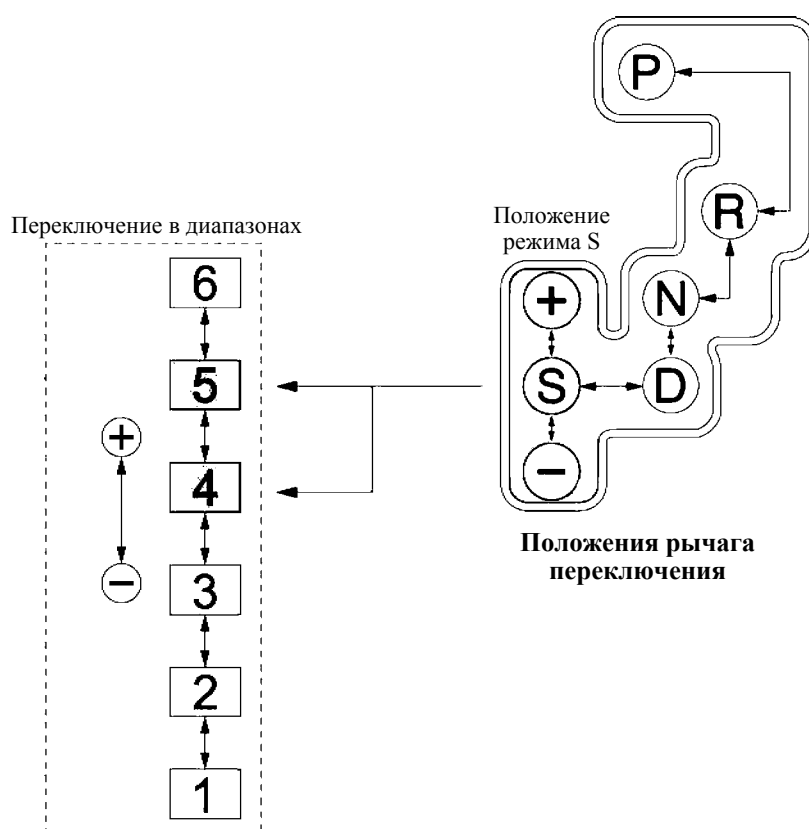 P
R
Переключение в диапазонах
Положение
режима S
6
+
N
5
S
D
+
4
−
Положения рычага
переключения
−
3
2
1